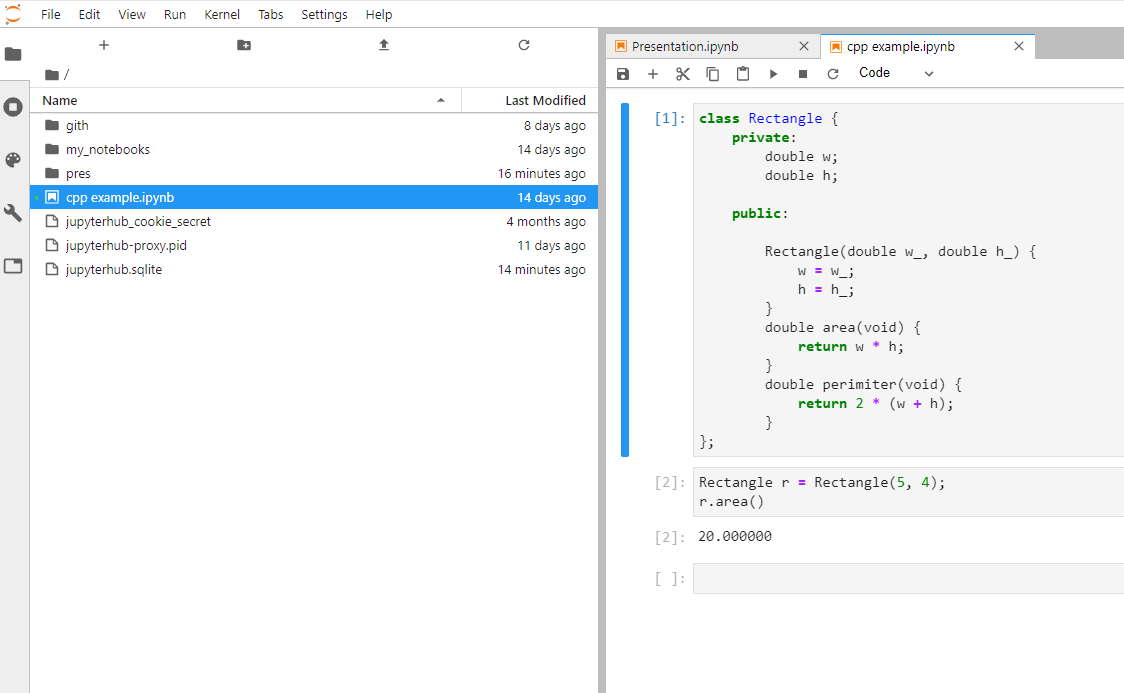 File Edit View Run Kernel Tabs Settings Help
/
Name Last Modified
gith 8 days ago
my_notebooks 14 days ago
pres 16 minutes ago
cpp example.ipynb 14 days ago
jupyterhub_cookie_secret 4 months ago
jupyterhub-proxy.pid 11 days ago
jupyterhub.sqlite 14 minutes ago
Presentation.ipynb cpp example.ipynb
Code
[1]: class Rectangle {
private:
double w;
double h;
public:
Rectangle(double w_, double h_) {
w = w_;
h = h_;
}
double area(void) {
return w * h;
}
double perimiter(void) {
return 2 * (w + h);
}
};
[2]: Rectangle r = Rectangle(5, 4);
r.area()
[2]: 20.000000
[ ]: